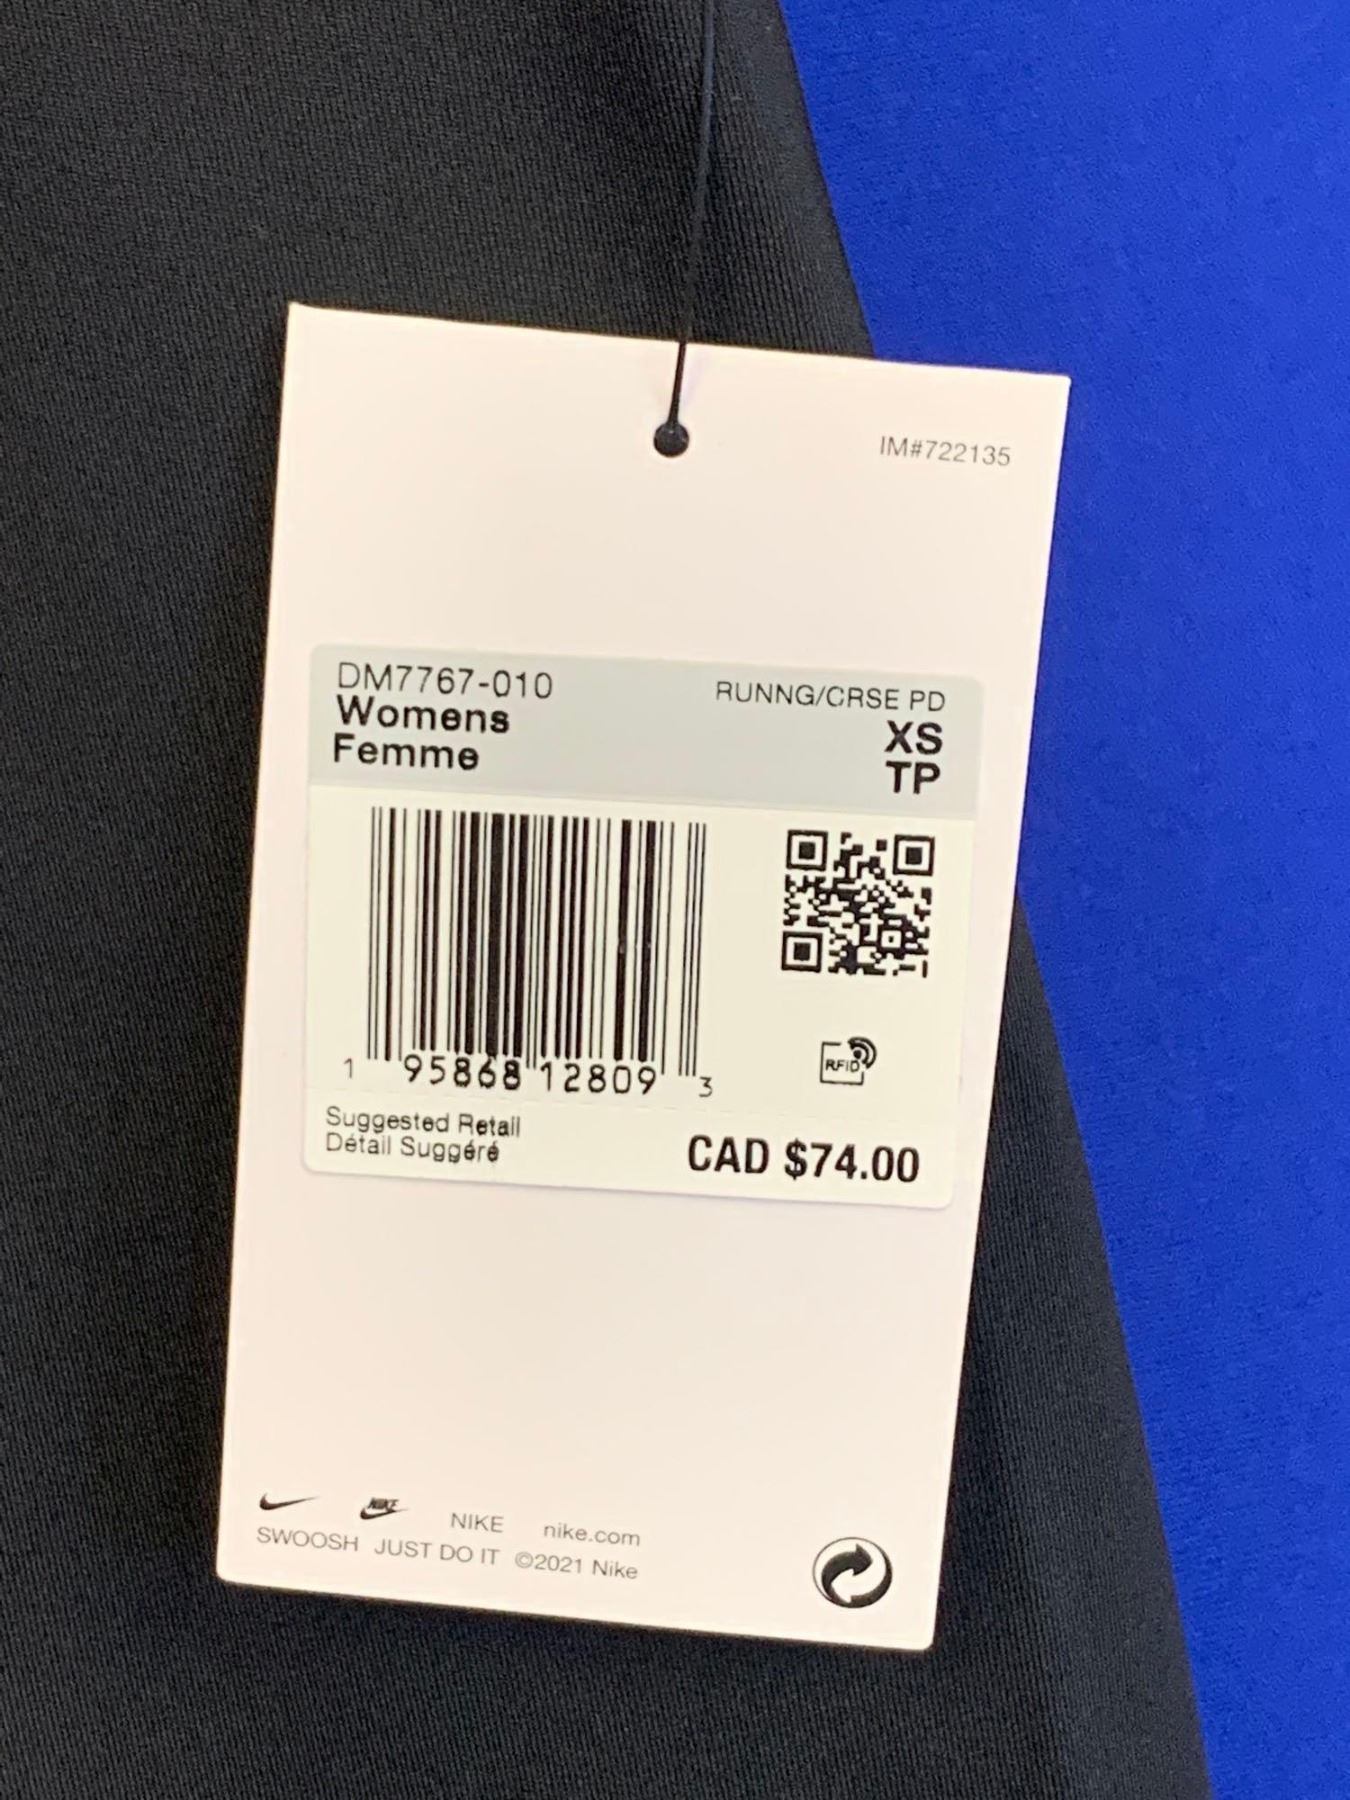 IM#722135
DM7767-010
Womens
Femme
RUNNG/CRSE PD
XS
TP
RFID
1 95868 12809 3
Suggested Retail
Détail Suggéré
CAD $74.00
NIKE NIKE nike.com
SWOOSH JUST DO IT ©2021 Nike